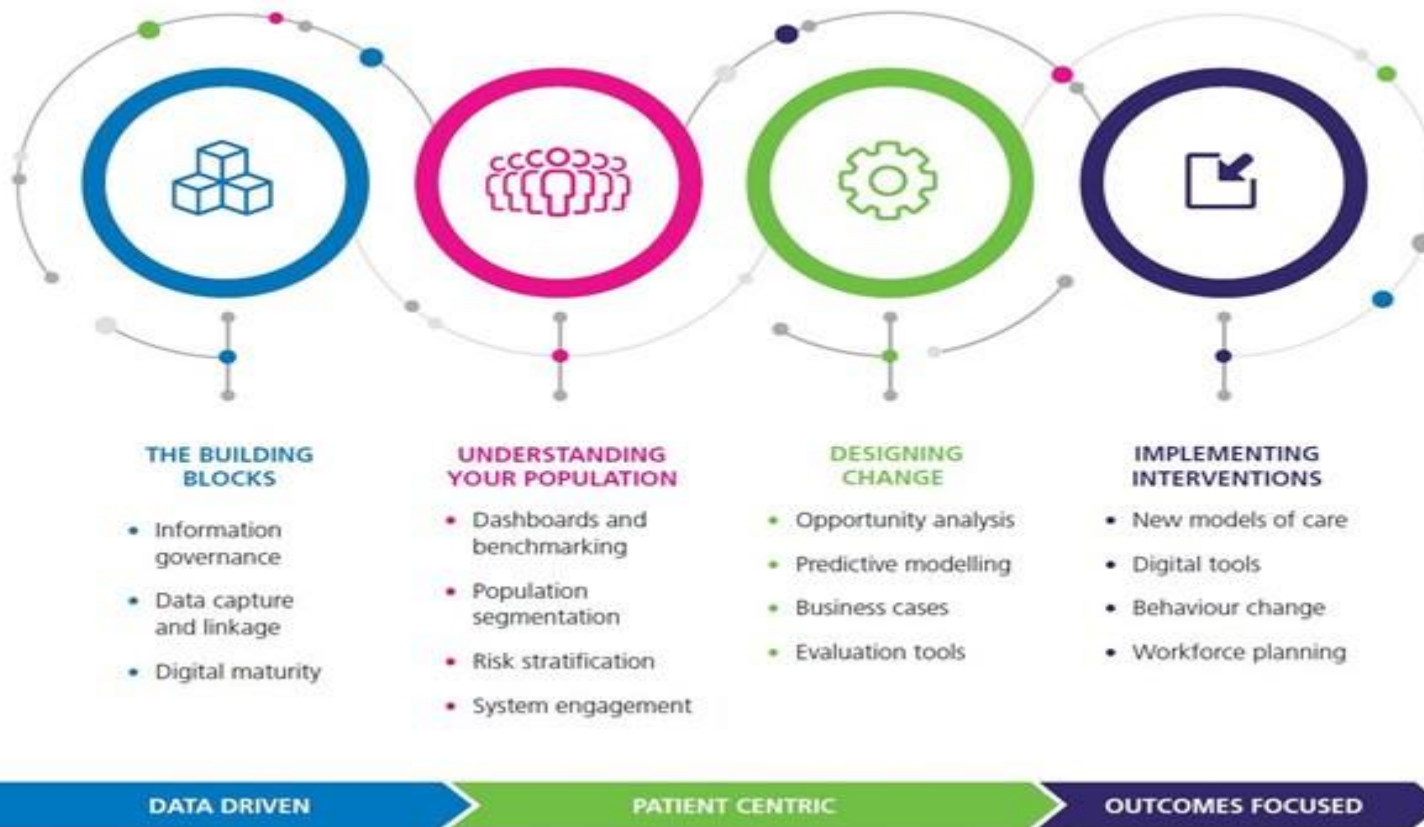 THE BUILDING
BLOCKS
• Information
governance
• Data capture
and linkage
• Digital maturity
UNDERSTANDING
YOUR POPULATION
• Dashboards and
benchmarking
• Population
segmentation
• Risk stratification
• System engagement
DESIGNING
CHANGE
• Opportunity analysis
• Predictive modelling
• Business cases
• Evaluation tools
IMPLEMENTING
INTERVENTIONS
• New models of care
• Digital tools
• Behaviour change
• Workforce planning
DATA DRIVEN
PATIENT CENTRIC
OUTCOMES FOCUSED